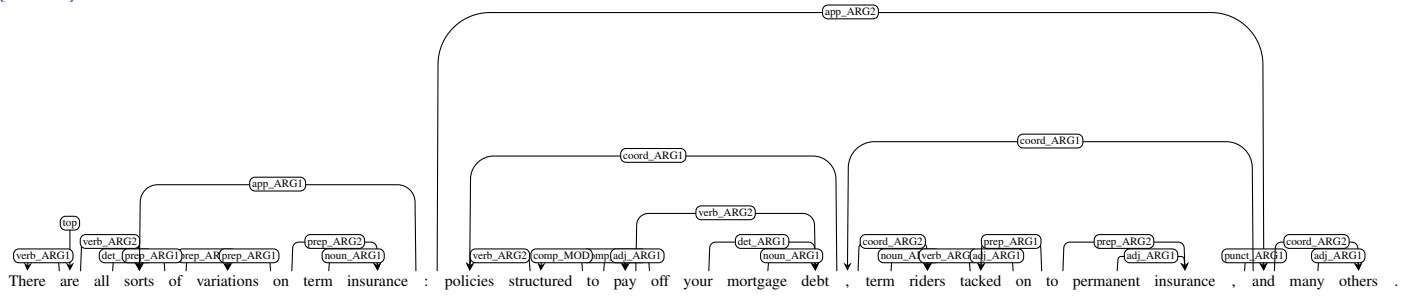 app_ARG2
coord_ARG1
coord_ARG1
app_ARG1
verb_ARG2
top
verb_ARG2 prep_ARG2 det_ARG1 coord_ARG2 prep_ARG1 prep_ARG2 coord_ARG2
verb_ARG1 prep_ARG1 prep_ARG1 noun_ARG1 verb_ARG2 comp_MOD adj_ARG1 noun_ARG1 adj_ARG1 adj_ARG1 punct_ARG1 adj_ARG1
There are all sorts of variations on term insurance : policies structured to pay off your mortgage debt , term riders tacked on to permanent insurance , and many others .